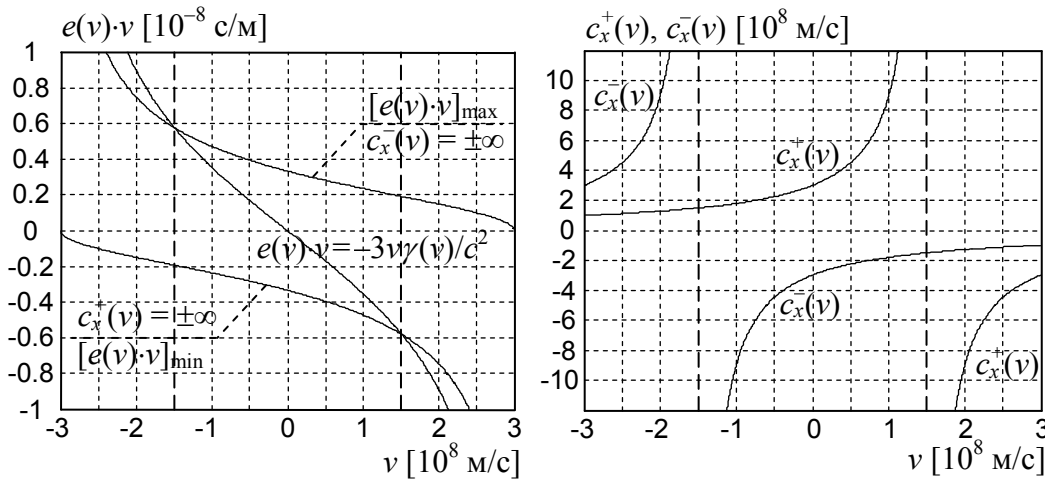 e(v)·v [10⁻⁸ с/м]
1
0.8
0.6
0.4
0.2
0
-0.2
-0.4
-0.6
-0.8
-1
[e(v)·v]max
c⁻ₓ(v) = ±∞
e(v)·v = −3vγ(v)/c²
c⁺ₓ(v) = ±∞
[e(v)·v]min
-3 -2 -1 0 1 2 3
v [10⁸ м/с]
c⁺ₓ(v), c⁻ₓ(v) [10⁸ м/с]
10
8
6
4
2
0
-2
-4
-6
-8
-10
c⁻ₓ(v)
c⁺ₓ(v)
c⁻ₓ(v)
c⁺ₓ(v)
-3 -2 -1 0 1 2 3
v [10⁸ м/с]